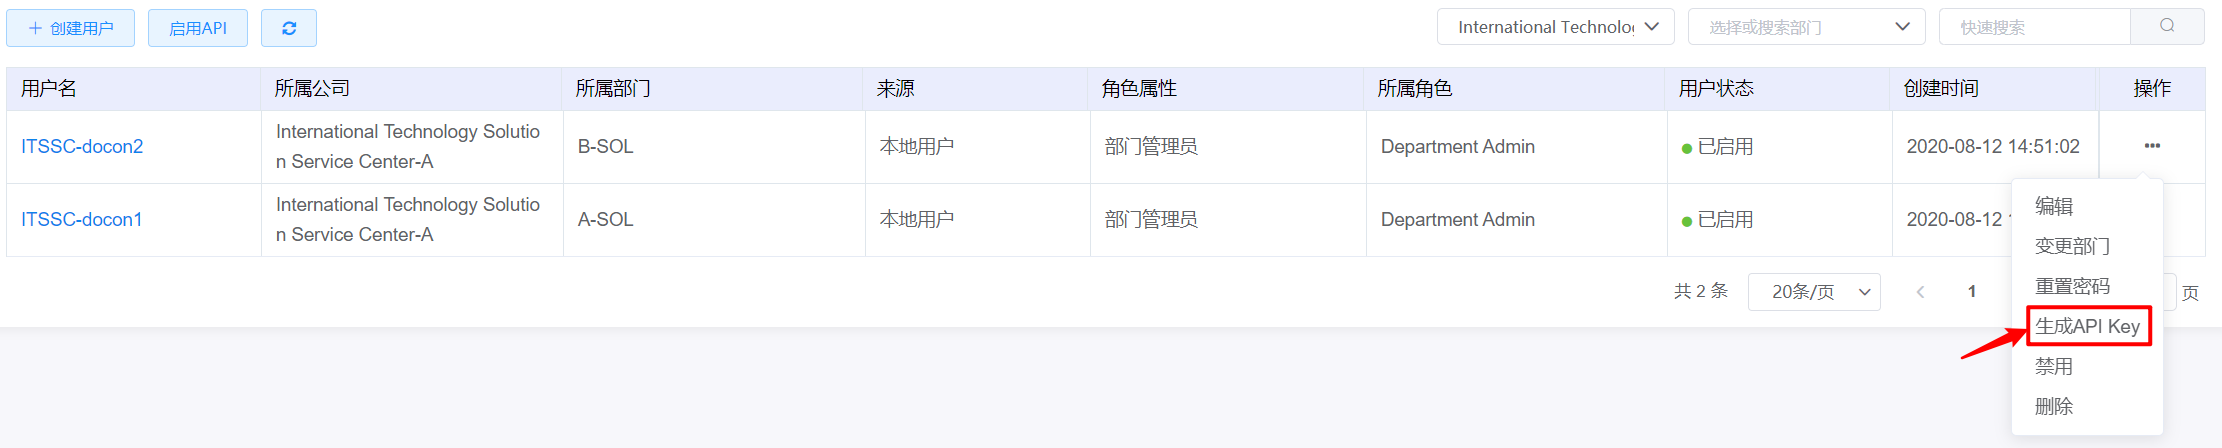 创建用户 启用API International Technolo 选择或搜索部门 快速搜索
用户名 所属公司 所属部门 来源 角色属性 所属角色 用户状态 创建时间 操作
ITSSC-docon2 International Technology Solutio B-SOL 本地用户 部门管理员 Department Admin 已启用 2020-08-12 14:51:02 •••
n Service Center-A
ITSSC-docon1 International Technology Solutio A-SOL 本地用户 部门管理员 Department Admin 已启用 2020-08-12
n Service Center-A
共 2 条 20条/页 1 页
编辑
变更部门
重置密码
生成API Key
禁用
删除